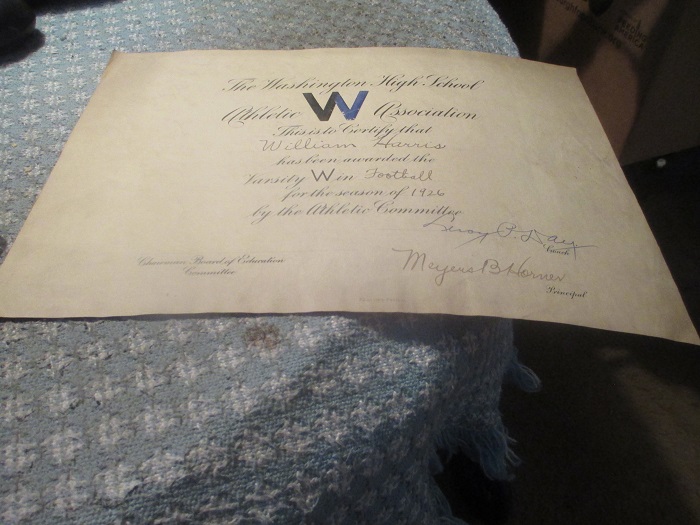 The Washington High School
Athletic W Association
This is to Certify that
William Harris
has been awarded the
Varsity W in Football
for the season of 1926
by the Athletic Committee
Coach
Meyers B Horner
Principal
Chairman Board of Education
Committee